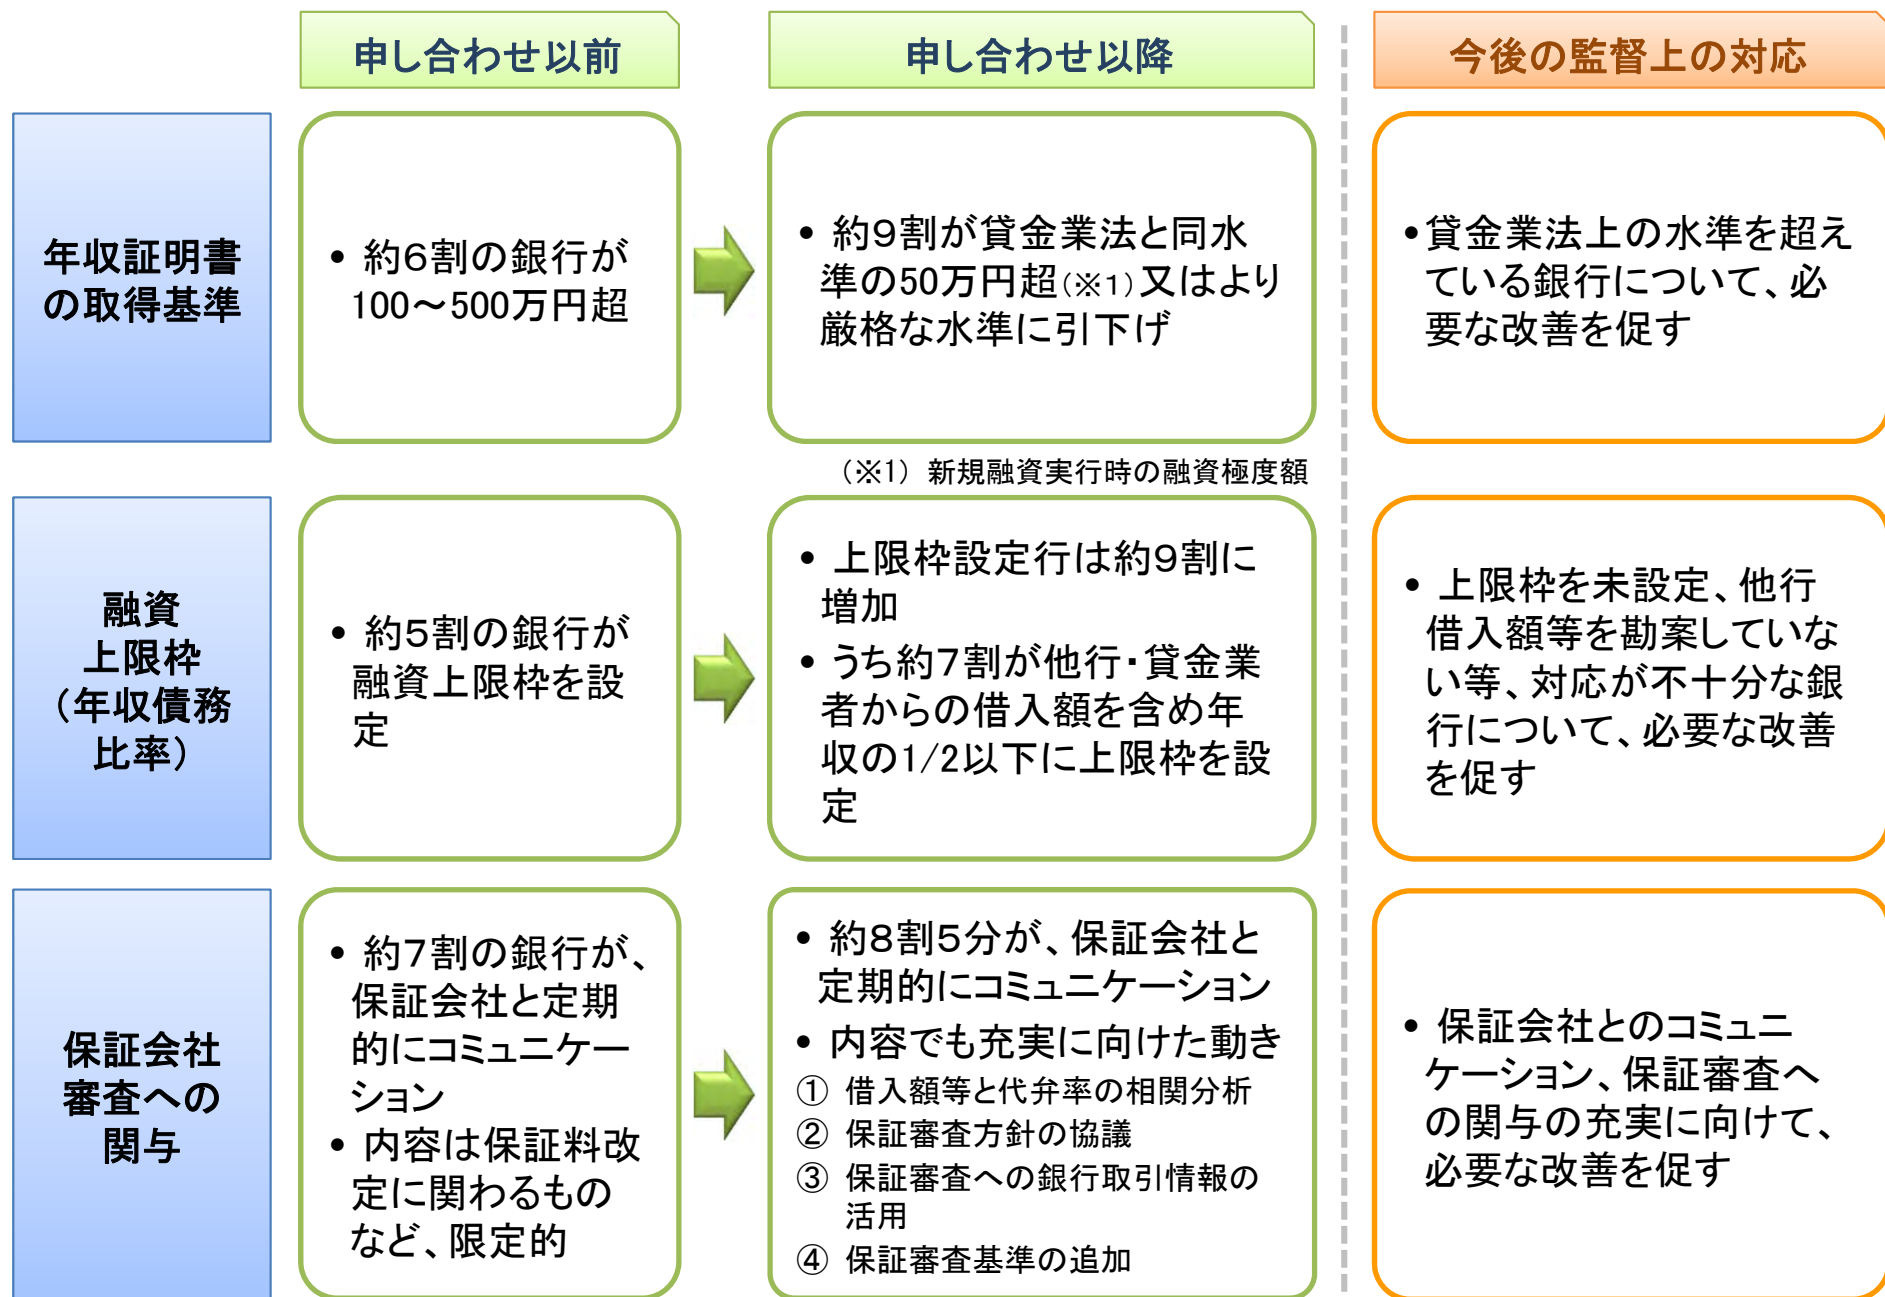 申し合わせ以前
申し合わせ以降
今後の監督上の対応
年収証明書
の取得基準
• 約6割の銀行が
100～500万円超
• 約9割が貸金業法と同水
準の50万円超(※1)又はより
厳格な水準に引下げ
•貸金業法上の水準を超え
ている銀行について、必
要な改善を促す
(※1) 新規融資実行時の融資極度額
融資
上限枠
(年収債務
比率)
• 約5割の銀行が
融資上限枠を設
定
• 上限枠設定行は約9割に
増加
• うち約7割が他行・貸金業
者からの借入額を含め年
収の1/2以下に上限枠を設
定
• 上限枠を未設定、他行
借入額等を勘案していな
い等、対応が不十分な銀
行について、必要な改善
を促す
保証会社
審査への
関与
• 約7割の銀行が、
保証会社と定期
的にコミュニケー
ション
• 内容は保証料改
定に関わるもの
など、限定的
• 約8割5分が、保証会社と
定期的にコミュニケーション
• 内容でも充実に向けた動き
① 借入額等と代弁率の相関分析
② 保証審査方針の協議
③ 保証審査への銀行取引情報の
活用
④ 保証審査基準の追加
• 保証会社とのコミュニ
ケーション、保証審査へ
の関与の充実に向けて、
必要な改善を促す